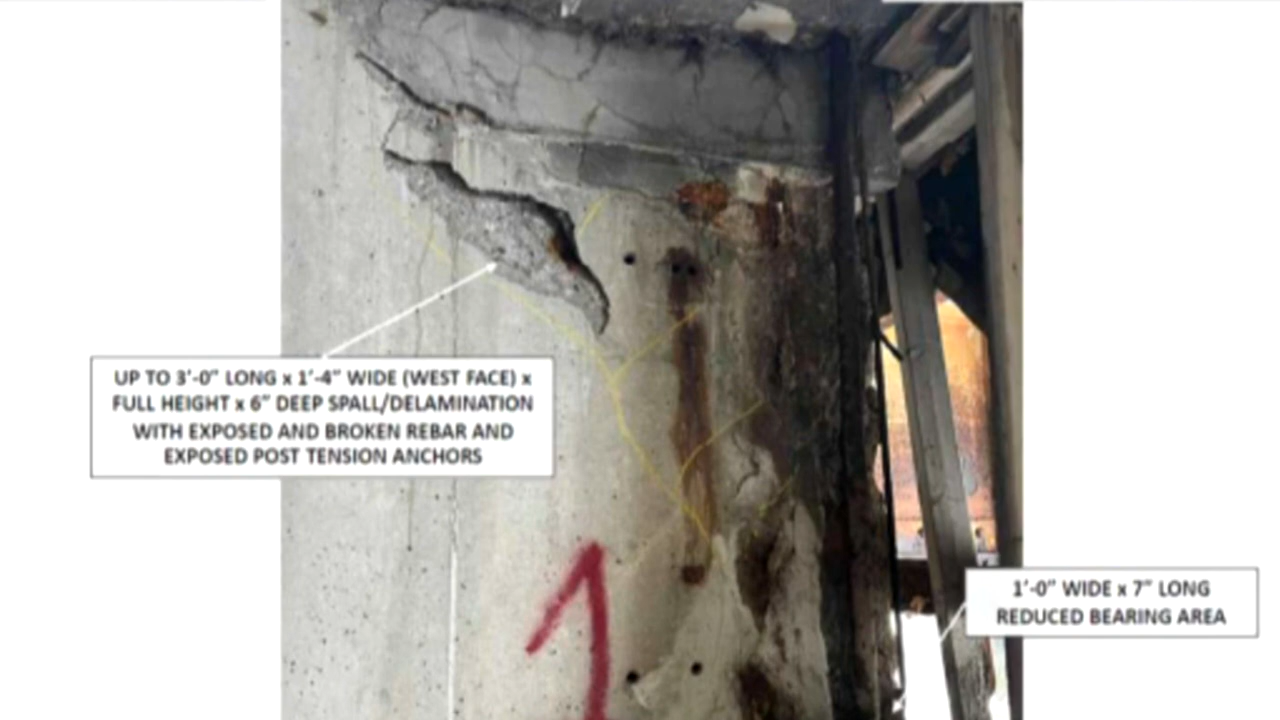 UP TO 3'-0" LONG x 1'-4" WIDE (WEST FACE) x
FULL HEIGHT x 6" DEEP SPALL/DELAMINATION
WITH EXPOSED AND BROKEN REBAR AND
EXPOSED POST TENSION ANCHORS
1
1'-0" WIDE x 7" LONG
REDUCED BEARING AREA